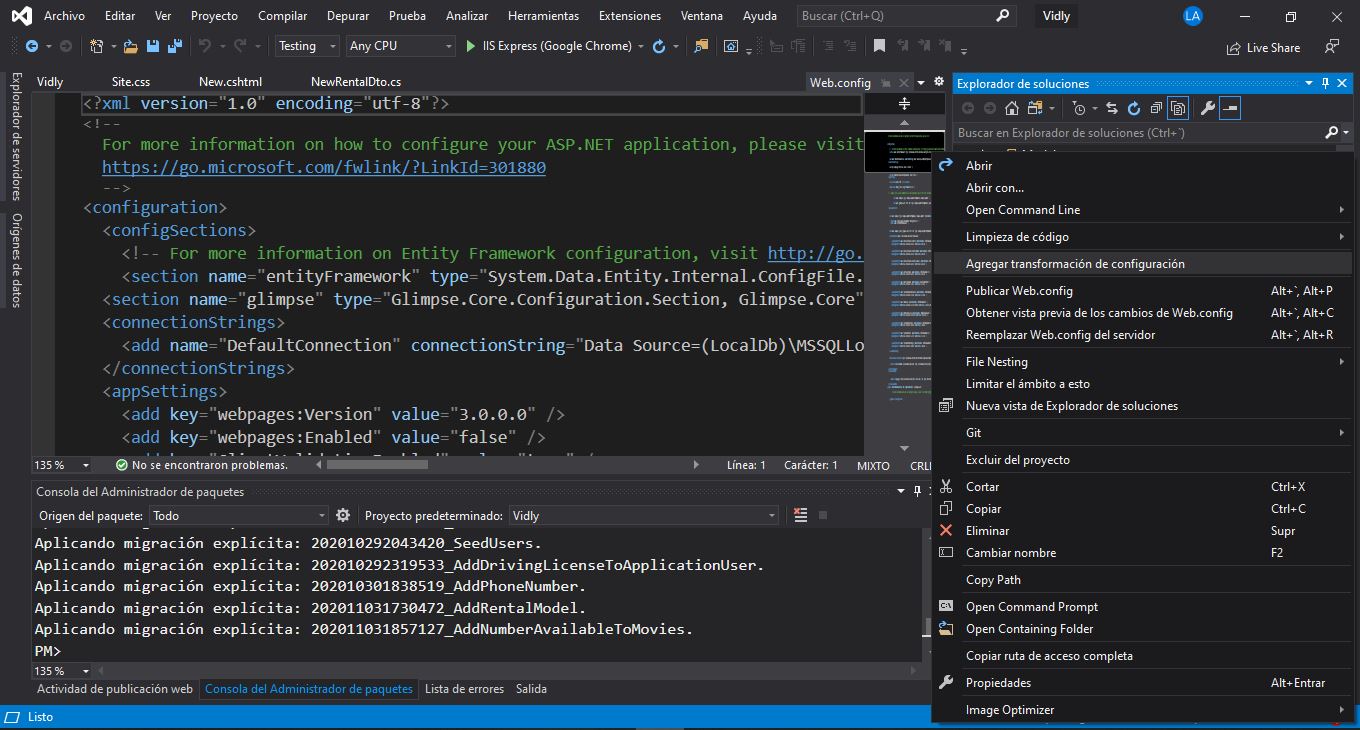 Archivo Editar Ver Proyecto Compilar Depurar Prueba Analizar Herramientas Extensiones Ventana Ayuda Buscar (Ctrl+Q) Vidly LA
Testing Any CPU IIS Express (Google Chrome) Live Share
Explorador de servidores
Orígenes de datos
Vidly Site.css New.cshtml NewRentalDto.cs Web.config
<?xml version="1.0" encoding="utf-8"?>
<!--
For more information on how to configure your ASP.NET application, please visit
https://go.microsoft.com/fwlink/?LinkId=301880
-->
<configuration>
<configSections>
<!-- For more information on Entity Framework configuration, visit http://go.
<section name="entityFramework" type="System.Data.Entity.Internal.ConfigFile.
<section name="glimpse" type="Glimpse.Core.Configuration.Section, Glimpse.Core"
<connectionStrings>
<add name="DefaultConnection" connectionString="Data Source=(LocalDb)\MSSQLLo
</connectionStrings>
<appSettings>
<add key="webpages:Version" value="3.0.0.0" />
<add key="webpages:Enabled" value="false" />
135 % No se encontraron problemas. Línea: 1 Carácter: 1 MIXTO CRLF
Consola del Administrador de paquetes
Origen del paquete: Todo Proyecto predeterminado: Vidly
Aplicando migración explícita: 202010292043420_SeedUsers.
Aplicando migración explícita: 202010292319533_AddDrivingLicenseToApplicationUser.
Aplicando migración explícita: 202010301838519_AddPhoneNumber.
Aplicando migración explícita: 202011031730472_AddRentalModel.
Aplicando migración explícita: 202011031857127_AddNumberAvailableToMovies.
PM>
135 %
Actividad de publicación web Consola del Administrador de paquetes Lista de errores Salida
Listo
Explorador de soluciones
Buscar en Explorador de soluciones (Ctrl+`)
Abrir
Abrir con...
Open Command Line
Limpieza de código
Agregar transformación de configuración
Publicar Web.config Alt+`, Alt+P
Obtener vista previa de los cambios de Web.config Alt+`, Alt+C
Reemplazar Web.config del servidor Alt+`, Alt+R
File Nesting
Limitar el ámbito a esto
Nueva vista de Explorador de soluciones
Git
Excluir del proyecto
Cortar Ctrl+X
Copiar Ctrl+C
Eliminar Supr
Cambiar nombre F2
Copy Path
Open Command Prompt
Open Containing Folder
Copiar ruta de acceso completa
Propiedades Alt+Entrar
Image Optimizer